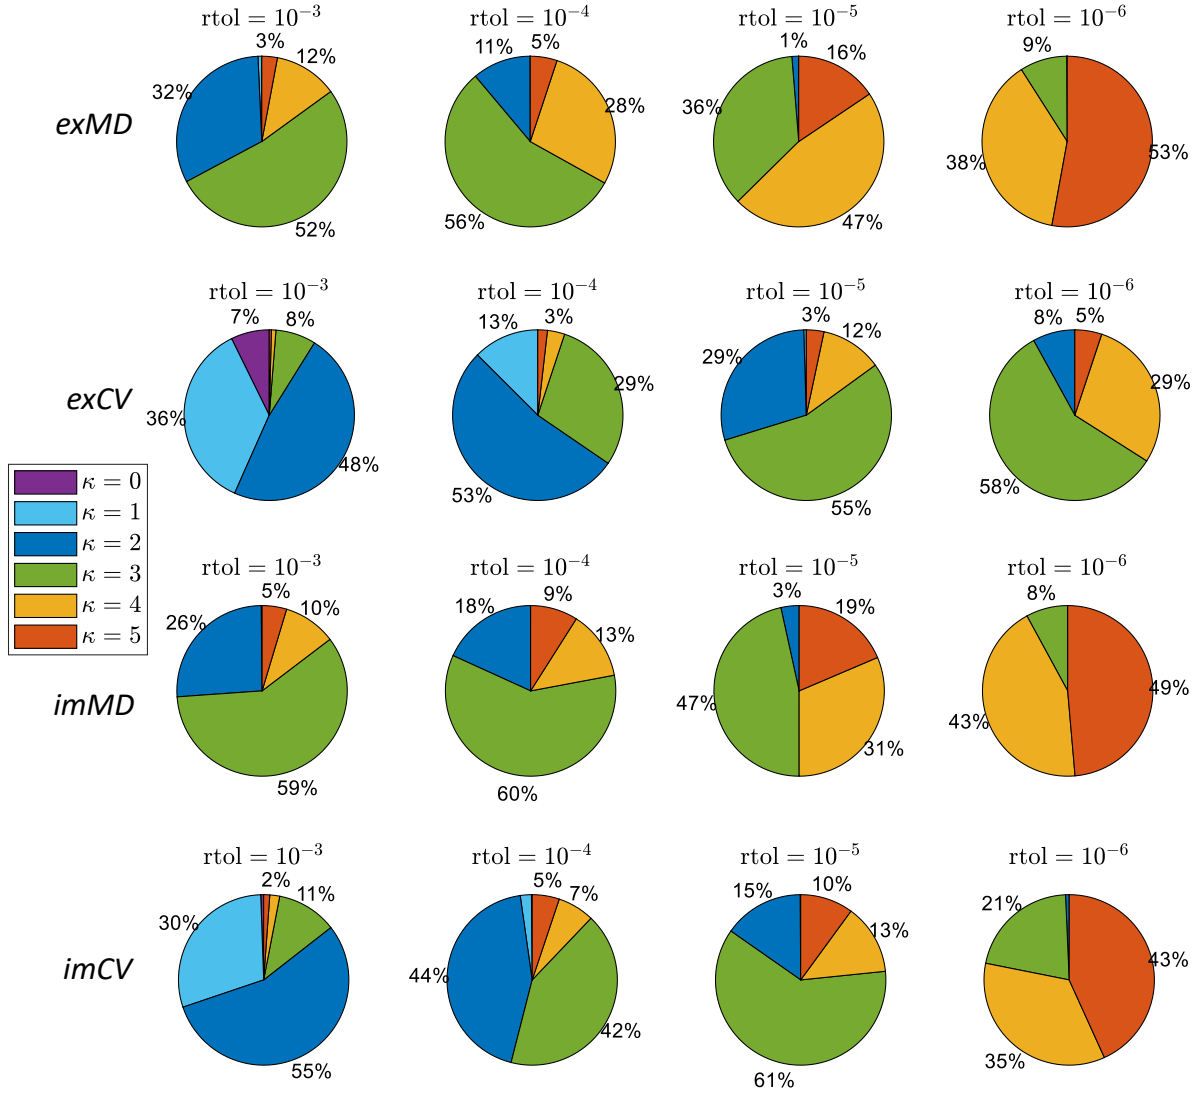 rtol = 10⁻³ rtol = 10⁻⁴ rtol = 10⁻⁵ rtol = 10⁻⁶
exMD
3% 12% 52% 32%
5% 28% 56% 11%
16% 47% 36% 1%
53% 38% 9%
rtol = 10⁻³ rtol = 10⁻⁴ rtol = 10⁻⁵ rtol = 10⁻⁶
exCV
8% 48% 36% 7%
3% 29% 53% 13%
3% 12% 55% 29%
5% 29% 58% 8%
κ = 0
κ = 1
κ = 2
κ = 3
κ = 4
κ = 5
rtol = 10⁻³ rtol = 10⁻⁴ rtol = 10⁻⁵ rtol = 10⁻⁶
imMD
5% 10% 59% 26%
9% 13% 60% 18%
19% 31% 47% 3%
49% 43% 8%
rtol = 10⁻³ rtol = 10⁻⁴ rtol = 10⁻⁵ rtol = 10⁻⁶
imCV
2% 11% 55% 30%
5% 7% 42% 44%
10% 13% 61% 15%
43% 35% 21%